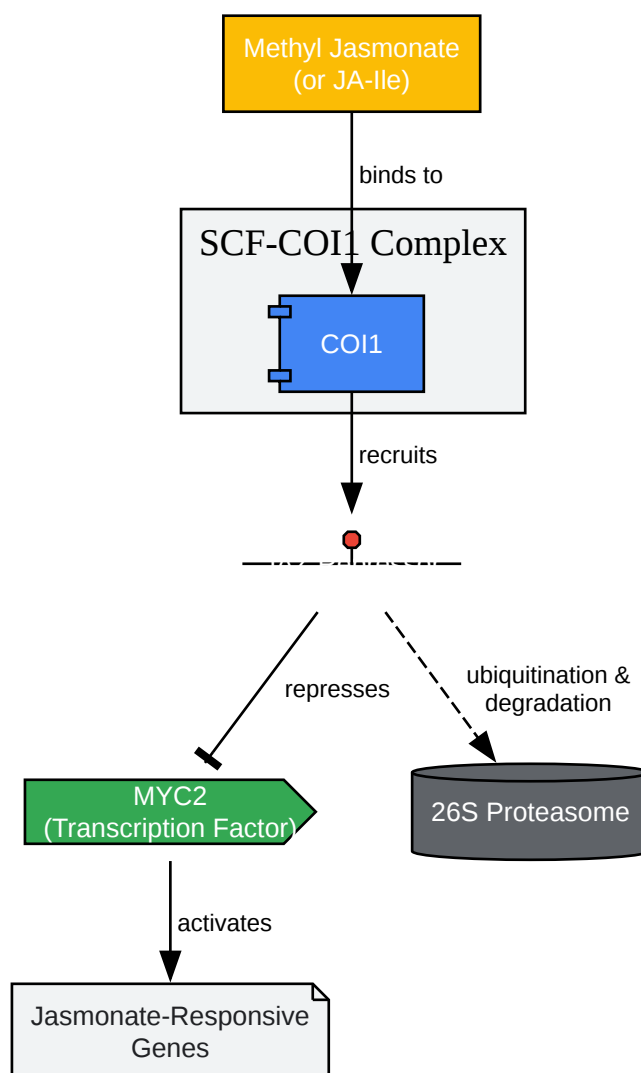 Methyl Jasmonate
(or JA-Ile)
binds to
SCF-COI1 Complex
COI1
recruits
represses
ubiquitination &
degradation
MYC2
(Transcription Factor)
26S Proteasome
activates
Jasmonate-Responsive
Genes